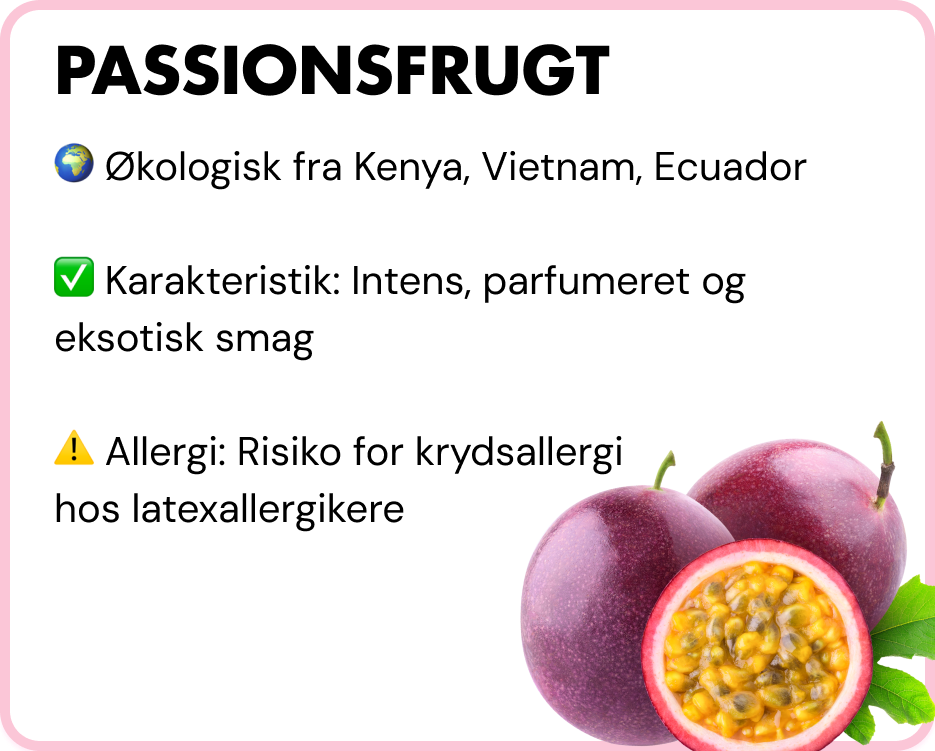 PASSIONSFRUGT
🌍 Økologisk fra Kenya, Vietnam, Ecuador
✅ Karakteristik: Intens, parfumeret og
eksotisk smag
⚠️ Allergi: Risiko for krydsallergi
hos latexallergikere